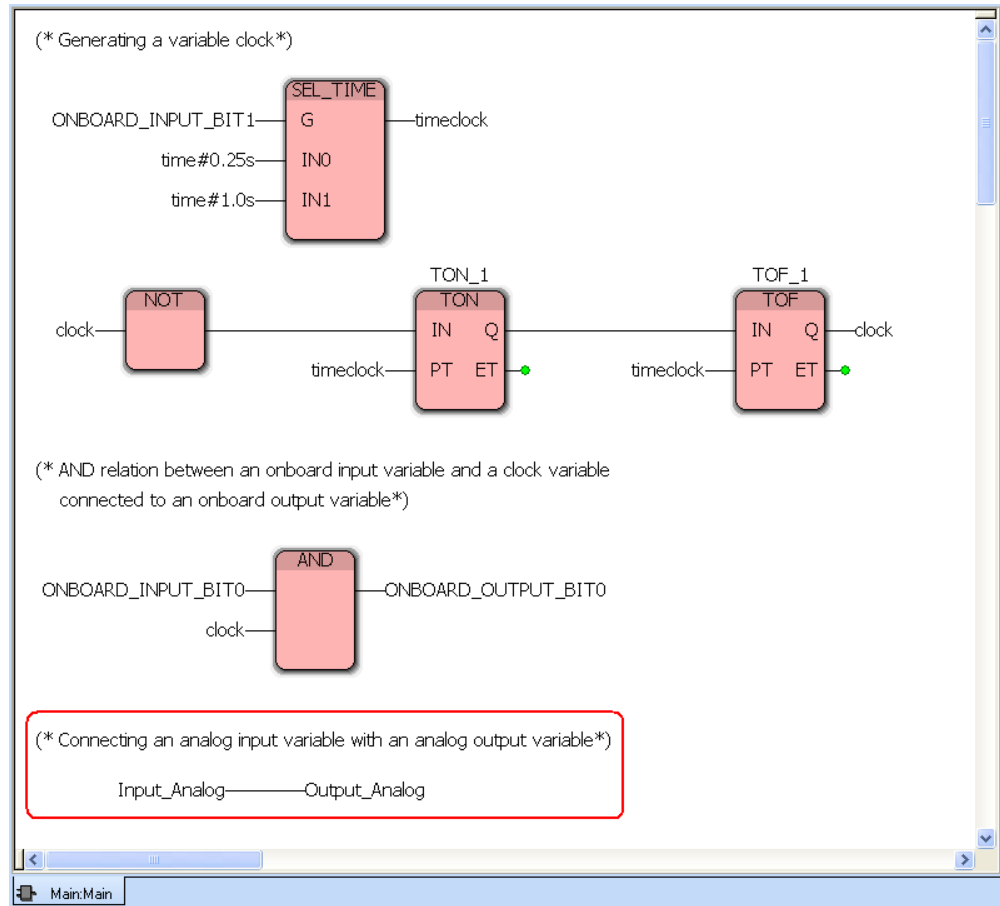 (* Generating a variable clock*)
SEL_TIME
ONBOARD_INPUT_BIT1 G timeclock
time#0.25s IN0
time#1.0s IN1
TON_1 TOF_1
NOT TON TOF
clock IN Q IN Q clock
timeclock PT ET timeclock PT ET
(* AND relation between an onboard input variable and a clock variable
connected to an onboard output variable*)
AND
ONBOARD_INPUT_BIT0 ONBOARD_OUTPUT_BIT0
clock
(* Connecting an analog input variable with an analog output variable*)
Input_Analog Output_Analog
Main:Main